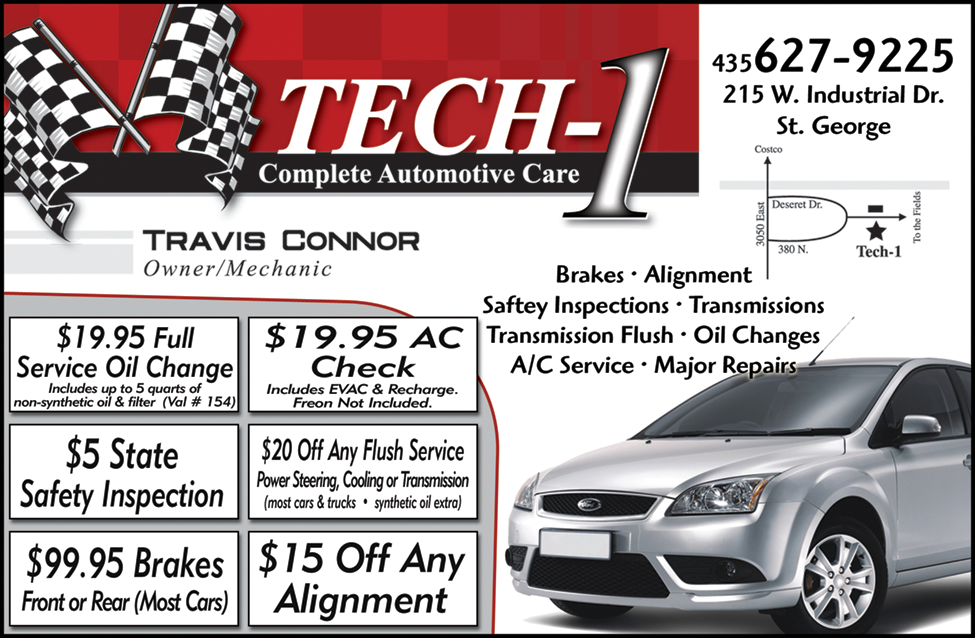 TECH-1
Complete Automotive Care
TRAVIS CONNOR
Owner/Mechanic
435 627-9225
215 W. Industrial Dr.
St. George
Costco
3050 East
Deseret Dr.
380 N.
Tech-1
To the Fields
Brakes • Alignment
Saftey Inspections • Transmissions
Transmission Flush • Oil Changes
A/C Service • Major Repairs
$19.95 Full
Service Oil Change
Includes up to 5 quarts of
non-synthetic oil & filter (Val # 154)
$19.95 AC
Check
Includes EVAC & Recharge.
Freon Not Included.
$5 State
Safety Inspection
$20 Off Any Flush Service
Power Steering, Cooling or Transmission
(most cars & trucks • synthetic oil extra)
$99.95 Brakes
Front or Rear (Most Cars)
$15 Off Any
Alignment
Ford